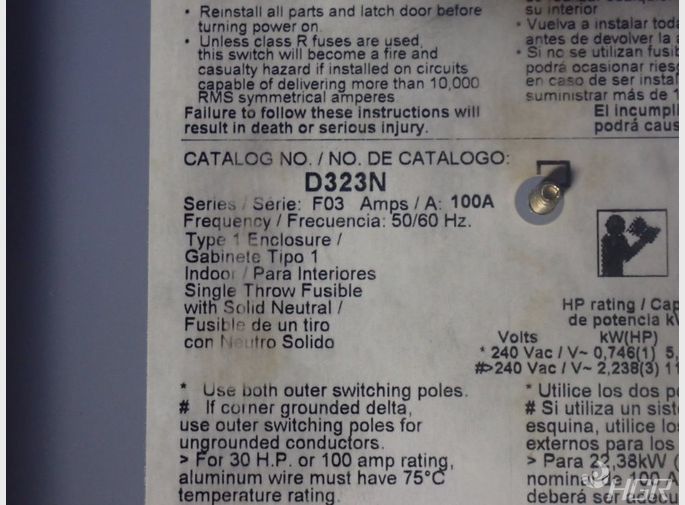 • Reinstall all parts and latch door before
turning power on.
• Unless class R fuses are used,
this switch will become a fire and
casualty hazard if installed on circuits
capable of delivering more than 10,000
RMS symmetrical amperes
Failure to follow these instructions will
result in death or serious injury.
su interior
• Vuelva a instalar toda
antes de devolver la a
• Si no se utilizan fusib
podrá ocasionar ries
en caso de ser instal
suministrar más de 1
El incumpli
podrá caus
CATALOG NO. / NO. DE CATALOGO:
D323N
Series / Série: F03 Amps / A: 100A
Frequency / Frecuencia: 50/60 Hz.
Type 1 Enclosure /
Gabinete Tipo 1
Indoor / Para Interiores
Single Throw Fusible
with Solid Neutral /
Fusible de un tiro
con Neutro Solido
HP rating / Cap
de potencia kW
Volts kW(HP)
* 240 Vac / V~ 0,746(1) 5,
#>240 Vac / V~ 2,238(3) 11
* Use both outer switching poles.
# If corner grounded delta,
use outer switching poles for
ungrounded conductors.
> For 30 H.P. or 100 amp rating,
aluminum wire must have 75°C
temperature rating.
* Utilice los dos p
# Si utiliza un siste
esquina, utilice los
externos para los
> Para 22,38kW (
nominal de 100 A
deberá ser adecu
HGR